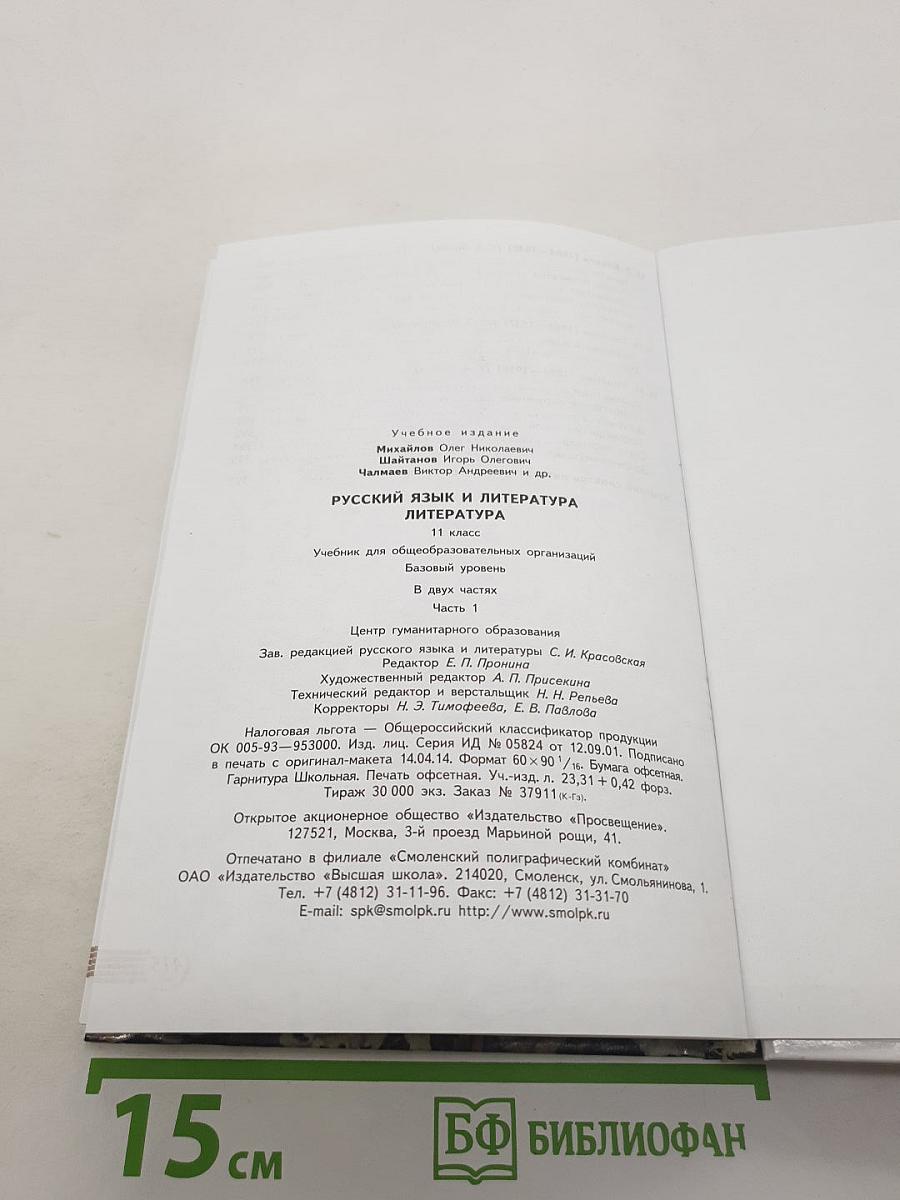 Учебное издание
Михайлов Олег Николаевич
Шайтанов Игорь Олегович
Чалмаев Виктор Андреевич и др.
РУССКИЙ ЯЗЫК И ЛИТЕРАТУРА
ЛИТЕРАТУРА
11 класс
Учебник для общеобразовательных организаций
Базовый уровень
В двух частях
Часть 1
Центр гуманитарного образования
Зав. редакцией русского языка и литературы С. И. Красовская
Редактор Е. П. Пронина
Художественный редактор А. П. Присекина
Технический редактор и верстальщик Н. Н. Репьева
Корректоры Н. Э. Тимофеева, Е. В. Павлова
Налоговая льгота — Общероссийский классификатор продукции
ОК 005-93—953000. Изд. лиц. Серия ИД № 05824 от 12.09.01. Подписано
в печать с оригинал-макета 14.04.14. Формат 60×90 1/16. Бумага офсетная.
Гарнитура Школьная. Печать офсетная. Уч.-изд. л. 23,31+0,42 форз.
Тираж 30 000 экз. Заказ № 37911 (К-Гз).
Открытое акционерное общество «Издательство «Просвещение».
127521, Москва, 3-й проезд Марьиной рощи, 41.
Отпечатано в филиале «Смоленский полиграфический комбинат»
ОАО «Издательство «Высшая школа». 214020, Смоленск, ул. Смольянинова, 1.
Тел. +7 (4812) 31-11-96. Факс: +7 (4812) 31-31-70
E-mail: spk@smolpk.ru http://www.smolpk.ru
15 см
БФ БИБЛИОФАН